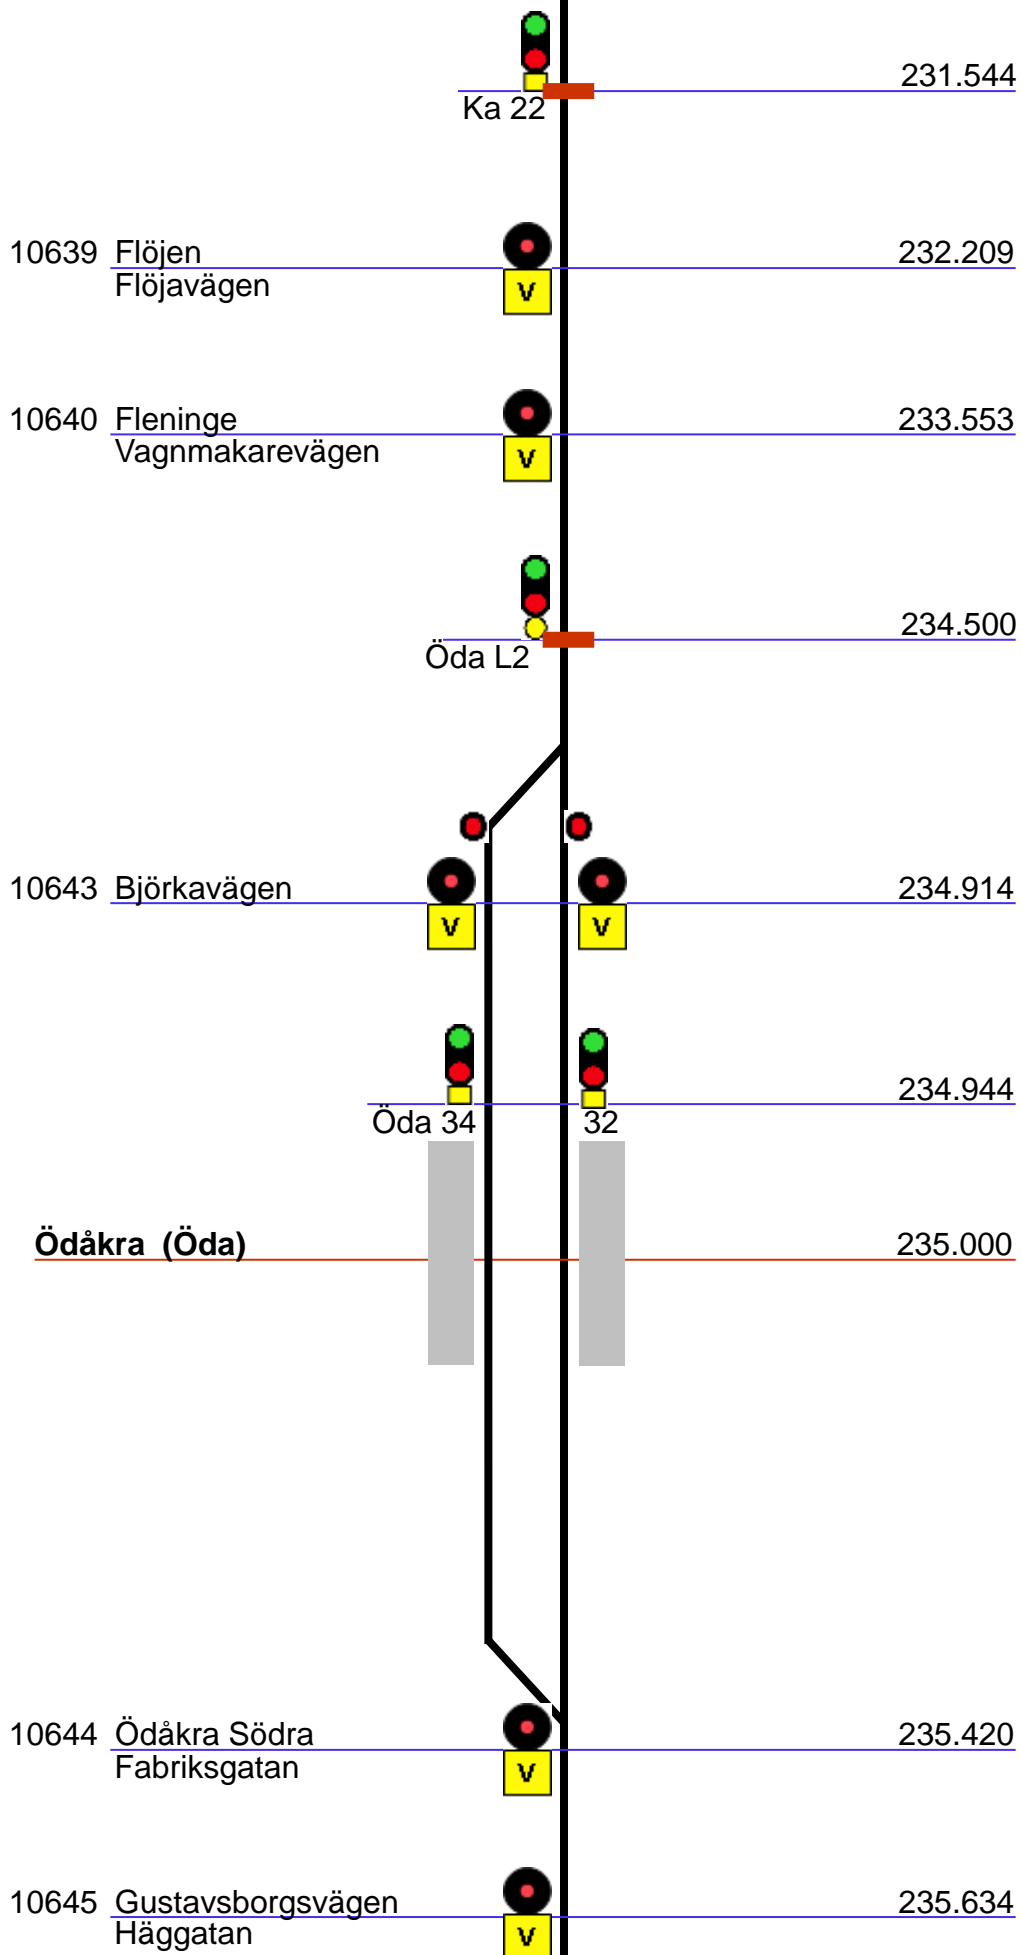 231.544
Ka 22
10639 Flöjen 232.209
Flöjavägen
V
10640 Fleninge 233.553
Vagnmakarevägen
V
234.500
Öda L2
10643 Björkavägen 234.914
V V
234.944
Öda 34 32
Ödåkra (Öda) 235.000
10644 Ödåkra Södra 235.420
Fabriksgatan
V
10645 Gustavsborgsvägen 235.634
Häggatan
V